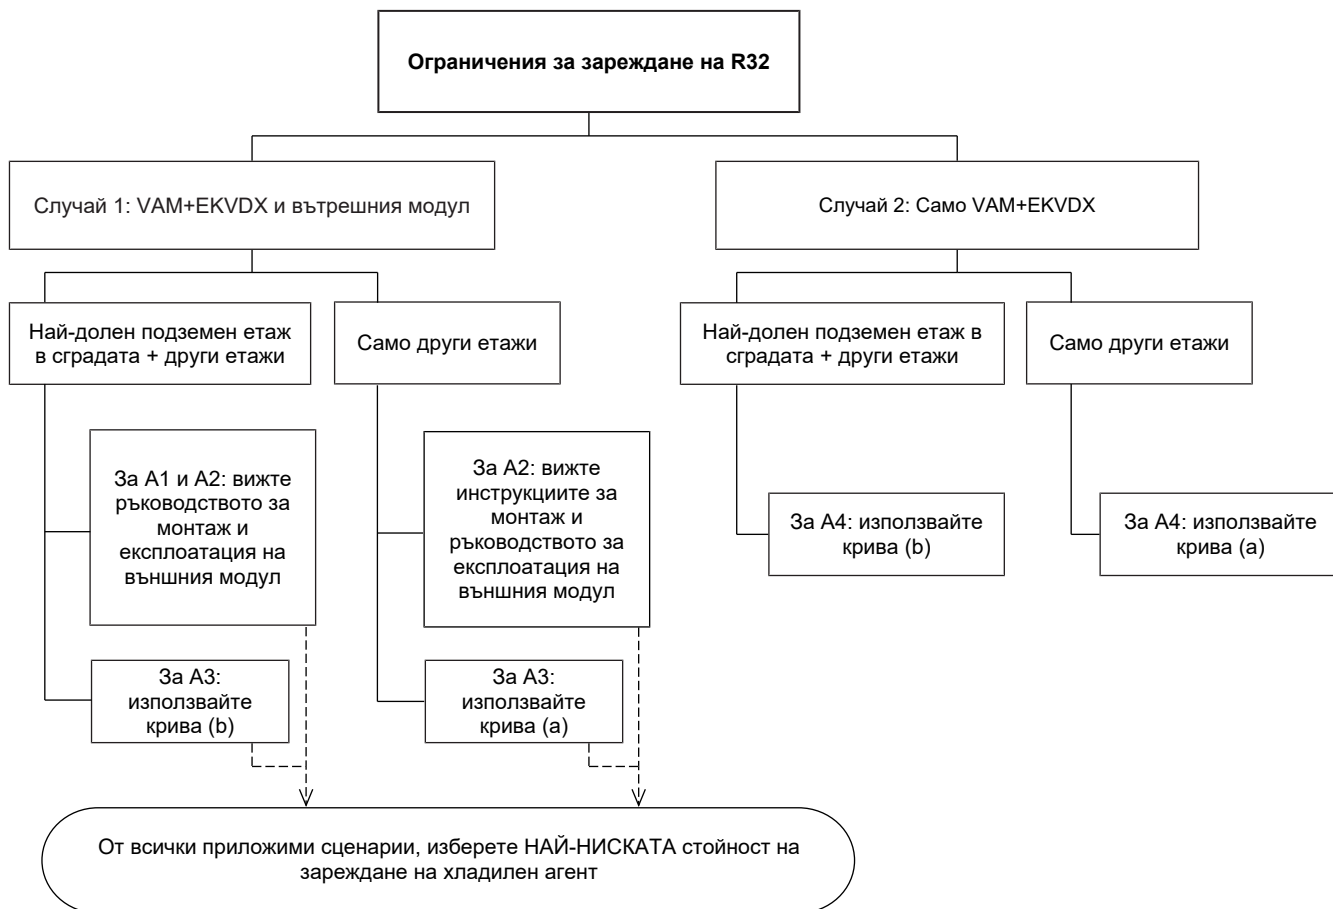 Ограничения за зареждане на R32
Случай 1: VAM+EKVDX и вътрешния модул
Случай 2: Само VAM+EKVDX
Най-долен подземен етаж
в сградата + други етажи
Само други етажи
Най-долен подземен етаж в
сградата + други етажи
Само други етажи
За A1 и A2: вижте
ръководството за
монтаж и
експлоатация на
външния модул
За A2: вижте
инструкциите за
монтаж и
ръководството за
експлоатация на
външния модул
За A4: използвайте
крива (b)
За A4: използвайте
крива (a)
За A3:
използвайте
крива (b)
За A3:
използвайте
крива (a)
От всички приложими сценарии, изберете НАЙ-НИСКАТА стойност на
зареждане на хладилен агент